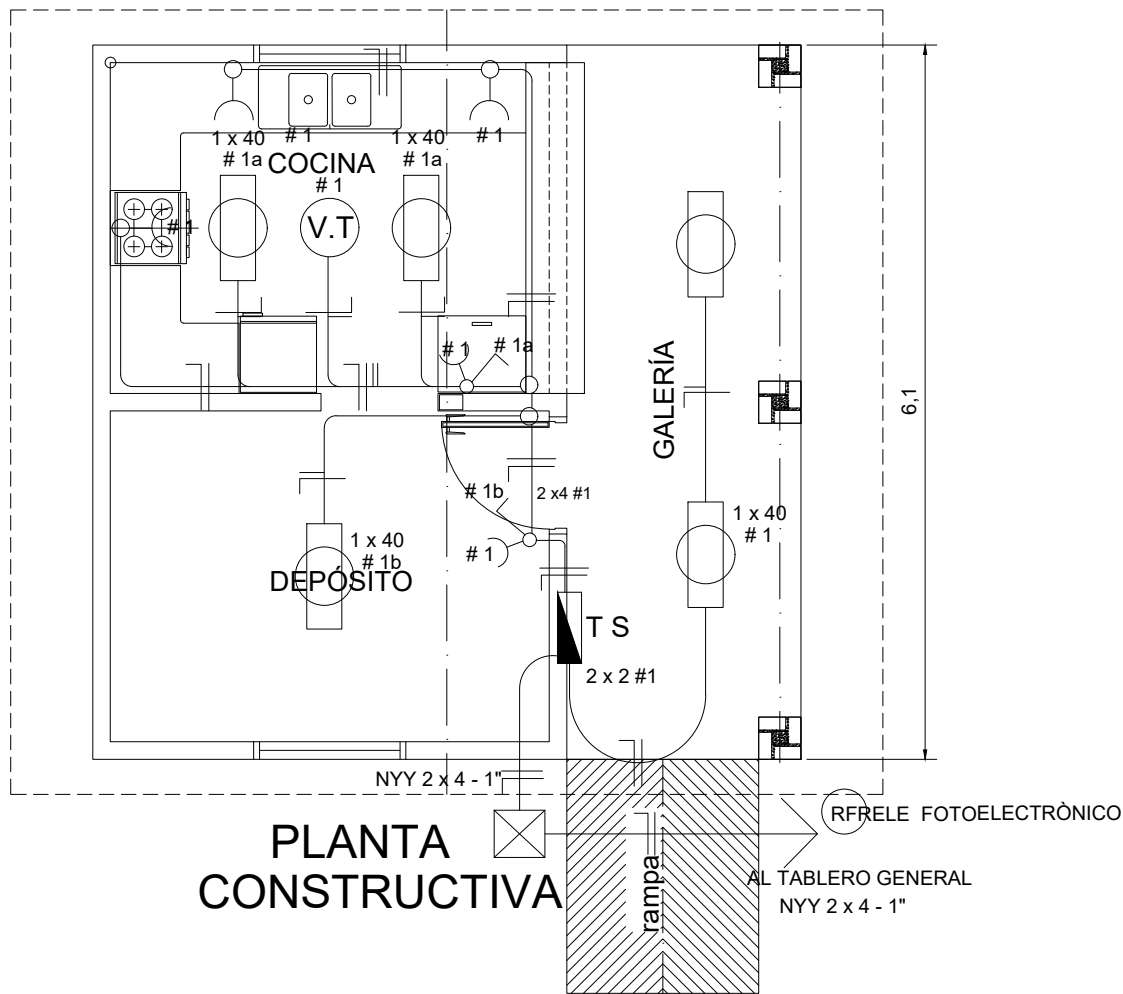 1 x 40
# 1a
# 1
1 x 40
# 1a
# 1
COCINA
# 1
V.T
# 1
# 1
# 1a
GALERÍA
6,1
# 1b
2 x4 #1
# 1
1 x 40
# 1
1 x 40
# 1b
DEPÓSITO
T S
2 x 2 #1
NYY 2 x 4 - 1"
PLANTA
CONSTRUCTIVA
rampa
RFRELE FOTOELECTRÒNICO
AL TABLERO GENERAL
NYY 2 x 4 - 1"